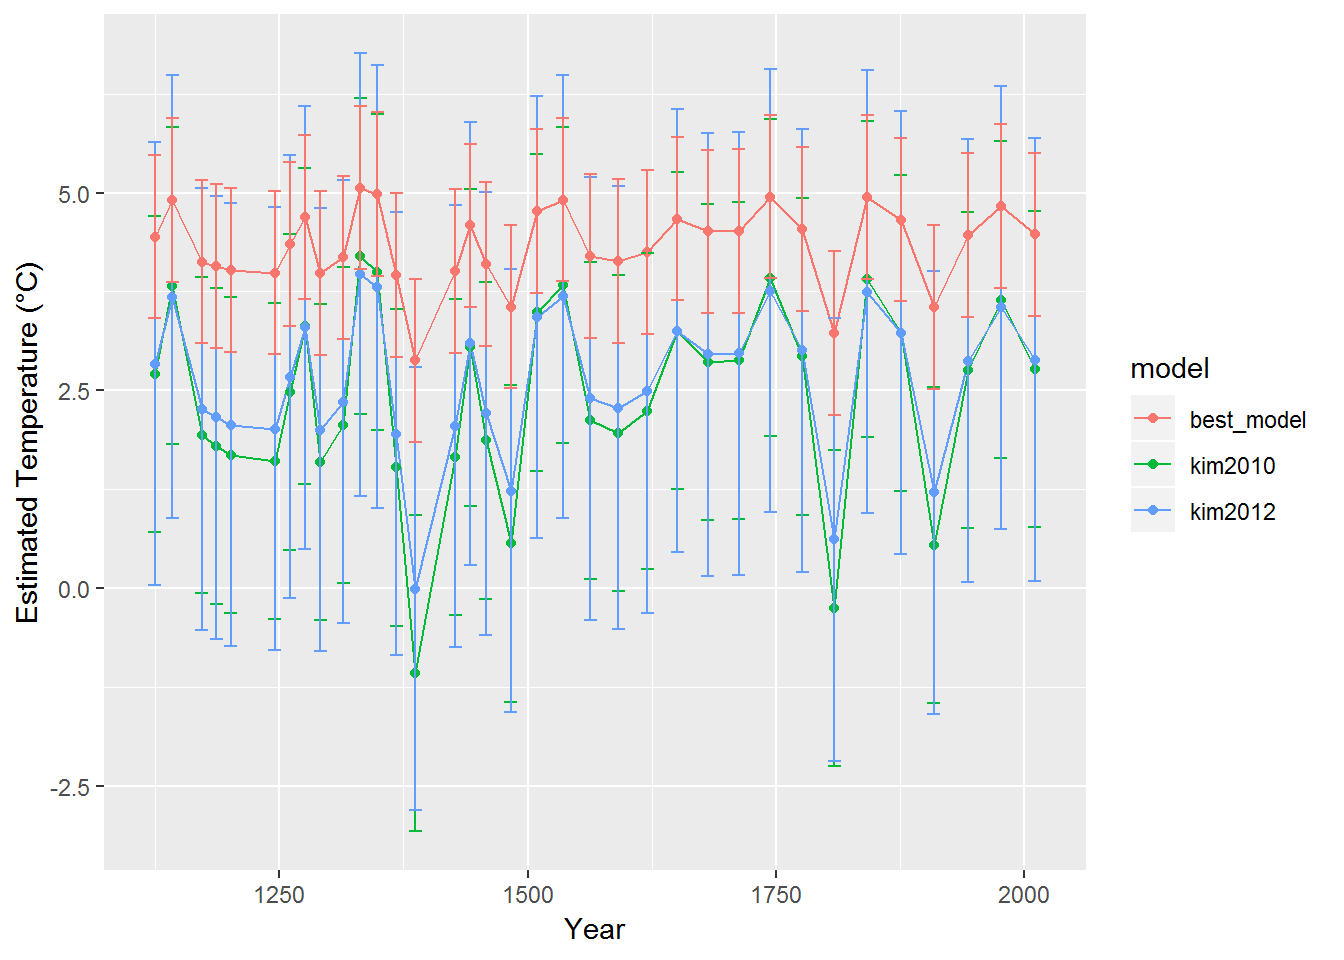 Estimated Temperature (°C)
5.0
2.5
0.0
-2.5
1250
1500
1750
2000
Year
model
best_model
kim2010
kim2012